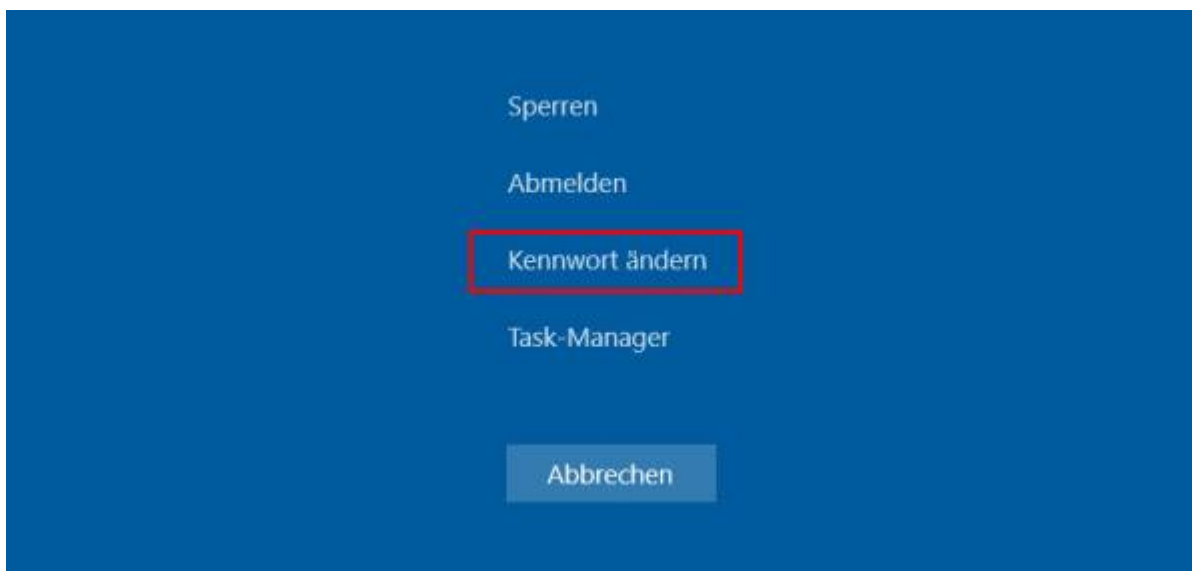 Sperren
Abmelden
Kennwort ändern
Task-Manager
Abbrechen